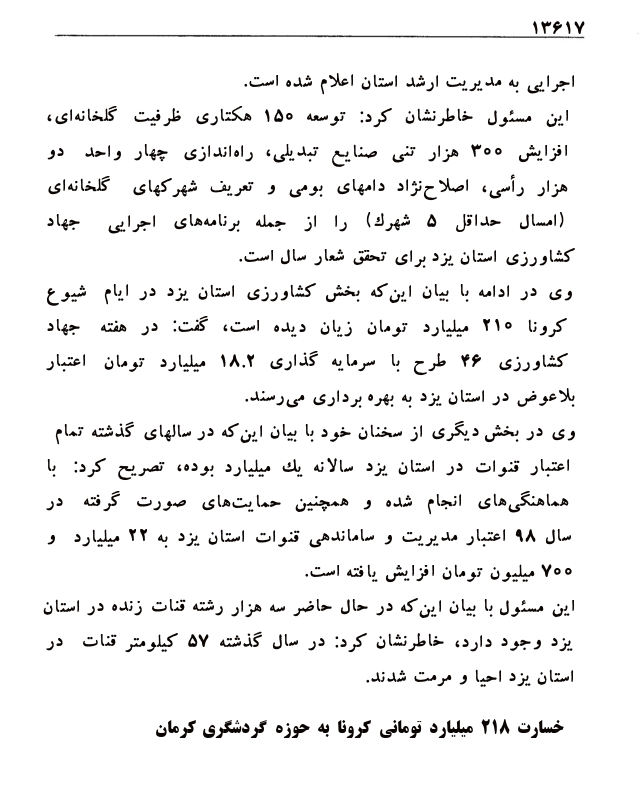 ۱۳۶۱۷
اجرایی به مدیریت ارشد استان اعلام شده است.
این مسئول خاطرنشان کرد: توسعه ۱۵۰ هکتاری ظرفیت گلخانه‌ای،
افزایش ۳۰۰ هزار تنی صنایع تبدیلی، راه‌اندازی چهار واحد دو
هزار رأسی، اصلاح‌نژاد دامهای بومی و تعریف شهرکهای گلخانه‌ای
(امسال حداقل ۵ شهرك) را از جمله برنامه‌های اجرایی جهاد
کشاورزی استان یزد برای تحقق شعار سال است.
وی در ادامه با بیان این‌که بخش کشاورزی استان یزد در ایام شیوع
کرونا ۲۱۰ میلیارد تومان زیان دیده است، گفت: در هفته جهاد
کشاورزی ۴۶ طرح با سرمایه گذاری ۱۸.۲ میلیارد تومان اعتبار
بلاعوض در استان یزد به بهره برداری می‌رسند.
وی در بخش دیگری از سخنان خود با بیان این‌که در سالهای گذشته تمام
اعتبار قنوات در استان یزد سالانه یك میلیارد بوده، تصریح کرد: با
هماهنگی‌های انجام شده و همچنین حمایت‌های صورت گرفته در
سال ۹۸ اعتبار مدیریت و ساماندهی قنوات استان یزد به ۲۲ میلیارد و
۷۰۰ میلیون تومان افزایش یافته است.
این مسئول با بیان این‌که در حال حاضر سه هزار رشته قنات زنده در استان
یزد وجود دارد، خاطرنشان کرد: در سال گذشته ۵۷ کیلومتر قنات در
استان یزد احیا و مرمت شدند.
خسارت ۲۱۸ میلیارد تومانی کرونا به حوزه گردشگری کرمان